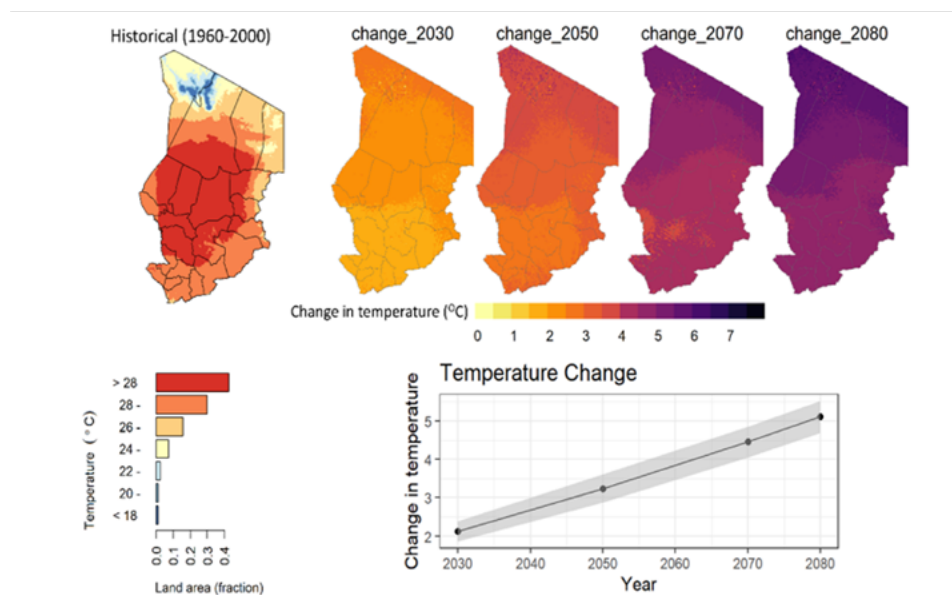 Historical (1960-2000)
change_2030
change_2050
change_2070
change_2080
Change in temperature (⁰C)
0 1 2 3 4 5 6 7
Temperature (°C)
> 28
28 -
26 -
24 -
22 -
20 -
< 18
0.0 0.1 0.2 0.3 0.4
Land area (fraction)
Temperature Change
Change in temperature
5
4
3
2
2030 2040 2050 2060 2070 2080
Year